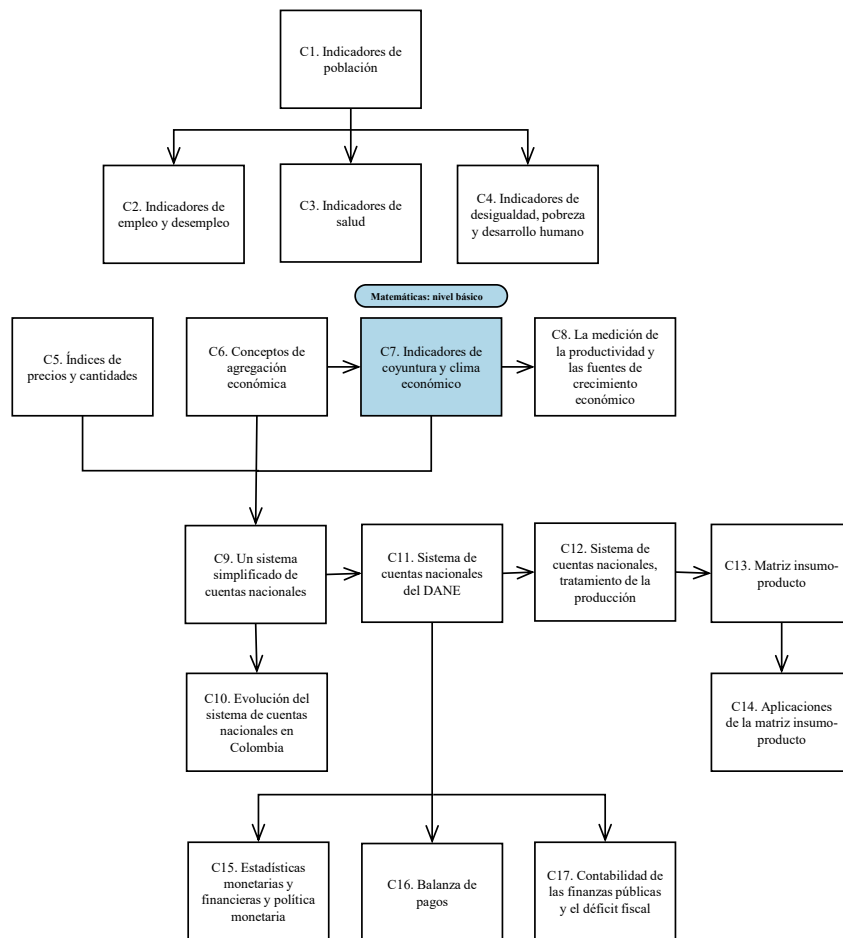 C1. Indicadores de
población
C2. Indicadores de
empleo y desempleo
C3. Indicadores de
salud
C4. Indicadores de
desigualdad, pobreza
y desarrollo humano
Matemáticas: nivel básico
C5. Índices de
precios y cantidades
C6. Conceptos de
agregación
económica
C7. Indicadores de
coyuntura y clima
económico
C8. La medición de
la productividad y
las fuentes de
crecimiento
económico
C9. Un sistema
simplificado de
cuentas nacionales
C11. Sistema de
cuentas nacionales
del DANE
C12. Sistema de
cuentas nacionales,
tratamiento de la
producción
C13. Matriz insumo-
producto
C10. Evolución del
sistema de cuentas
nacionales en
Colombia
C14. Aplicaciones
de la matriz insumo-
producto
C15. Estadísticas
monetarias y
financieras y política
monetaria
C16. Balanza de
pagos
C17. Contabilidad de
las finanzas públicas
y el déficit fiscal